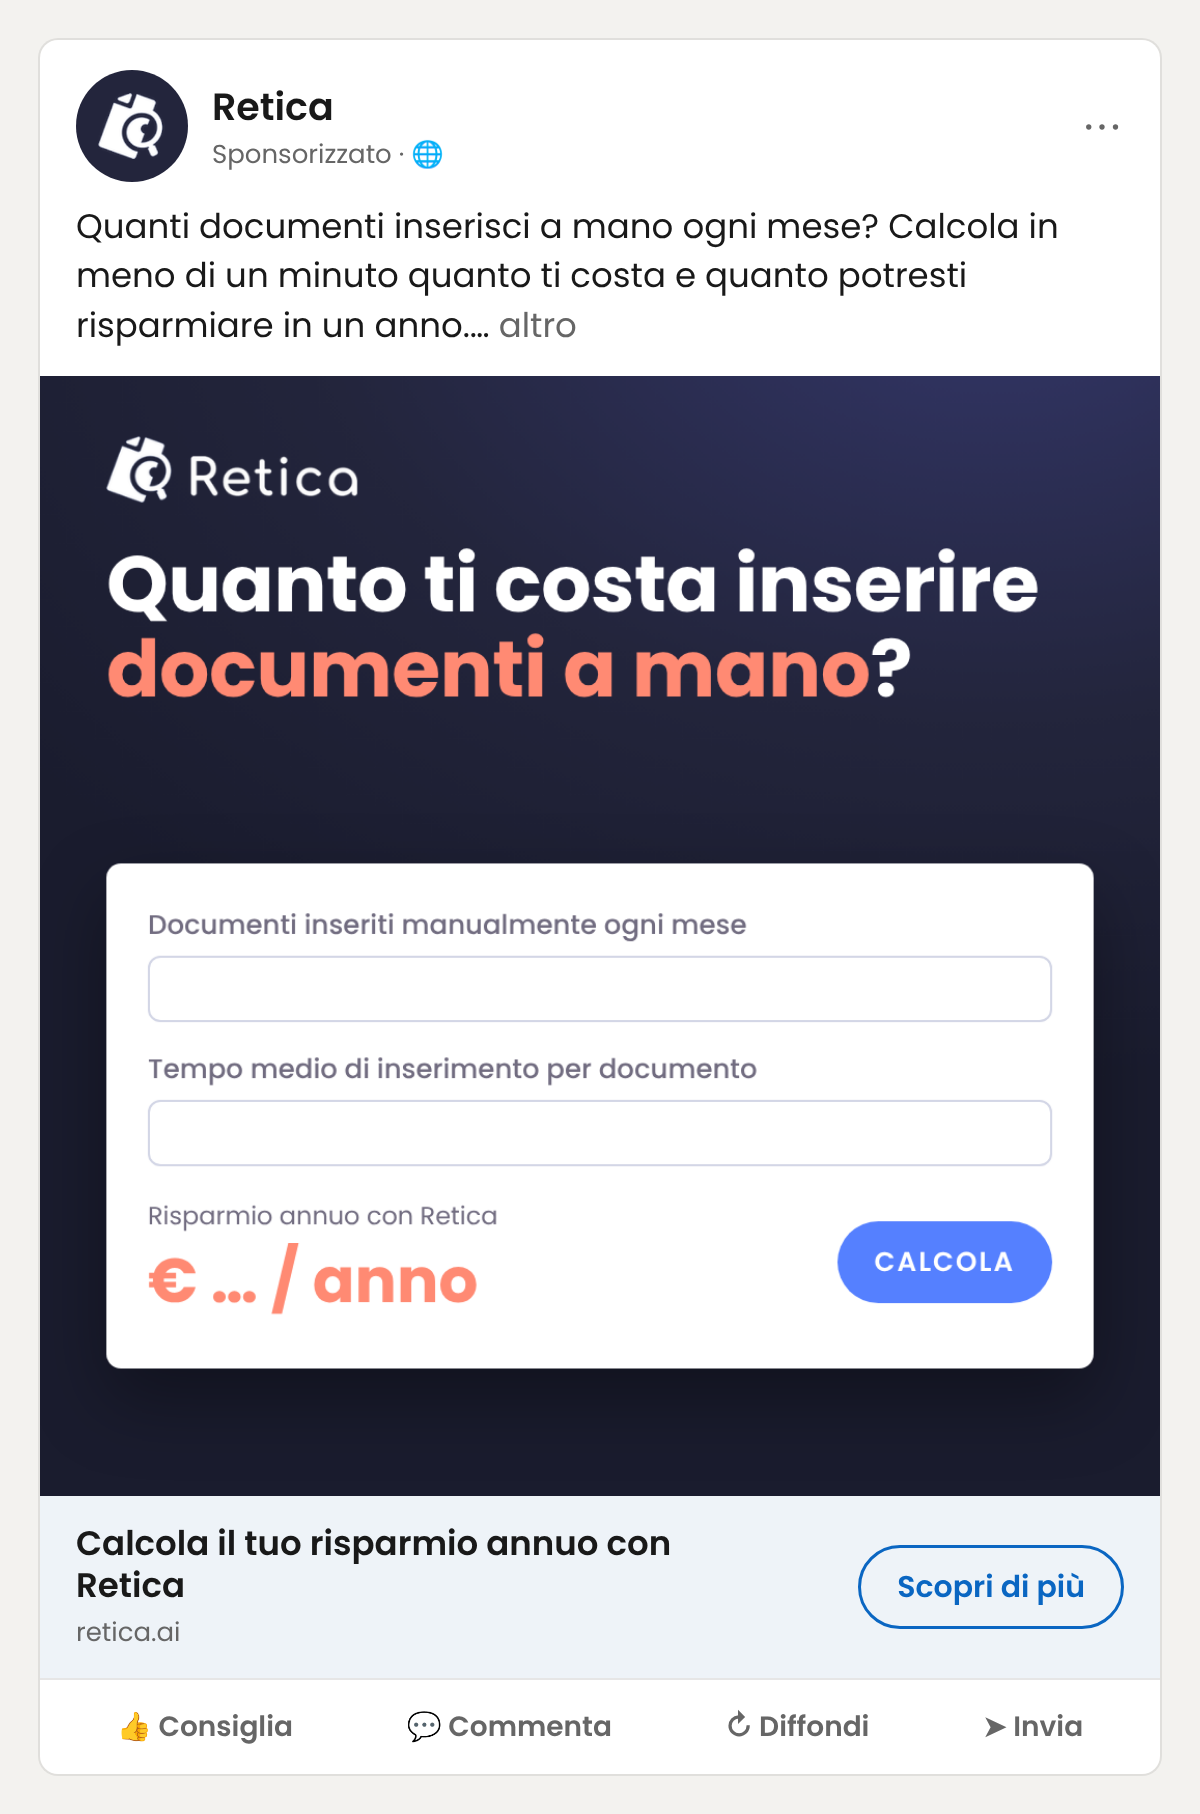 Retica
Sponsorizzato ·
Quanti documenti inserisci a mano ogni mese? Calcola in
meno di un minuto quanto ti costa e quanto potresti
risparmiare in un anno.... altro
Retica
Quanto ti costa inserire
documenti a mano?
Documenti inseriti manualmente ogni mese
Tempo medio di inserimento per documento
Risparmio annuo con Retica
€ ... / anno
CALCOLA
Calcola il tuo risparmio annuo con
Retica
retica.ai
Scopri di più
Consiglia
Commenta
Diffondi
Invia